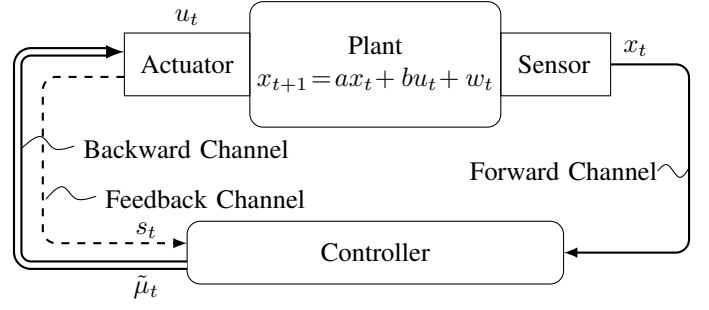 u_t
Plant
Actuator
x_{t+1} = ax_t + bu_t + w_t
Sensor
x_t
Backward Channel
Forward Channel
Feedback Channel
s_t
Controller
μ̃_t